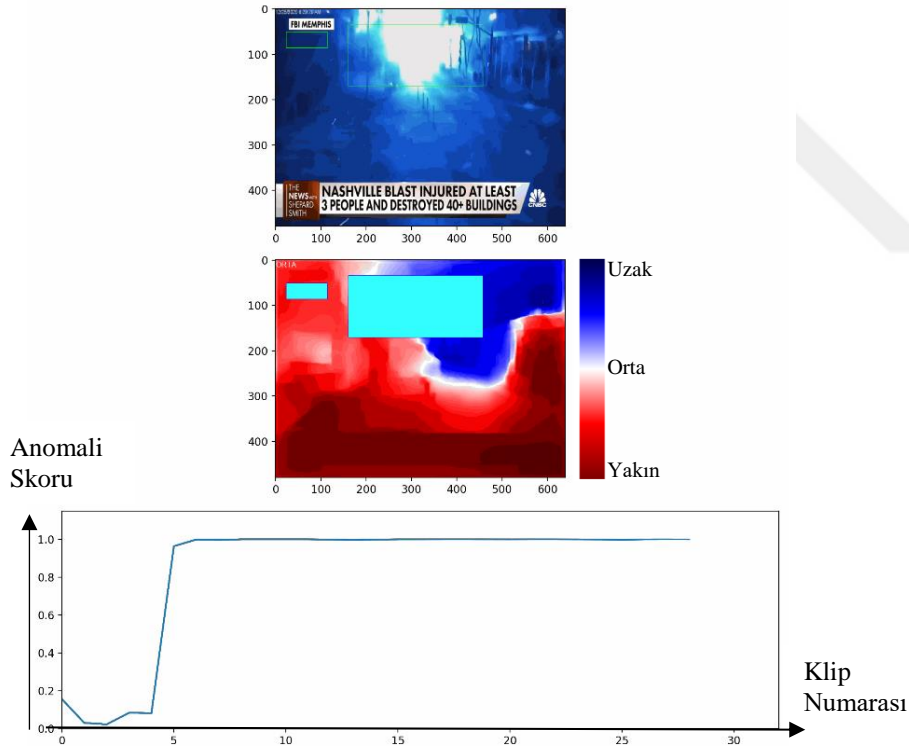 0
FBI MEMPHIS
100
200
300
400
THE
NEWS WITH
SHEPARD
SMITH
NASHVILLE BLAST INJURED AT LEAST
3 PEOPLE AND DESTROYED 40+ BUILDINGS
CNBC
0 100 200 300 400 500 600
0
ORTA
100
200
300
400
0 100 200 300 400 500 600
Uzak
Orta
Yakın
Anomali
Skoru
1.0
0.8
0.6
0.4
0.2
0.0
0 5 10 15 20 25 30
Klip
Numarası